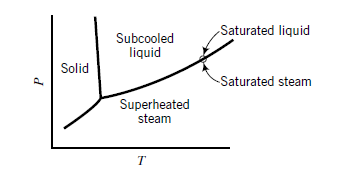 Saturated liquid
Subcooled
liquid
Solid
P
Saturated steam
Superheated
steam
T